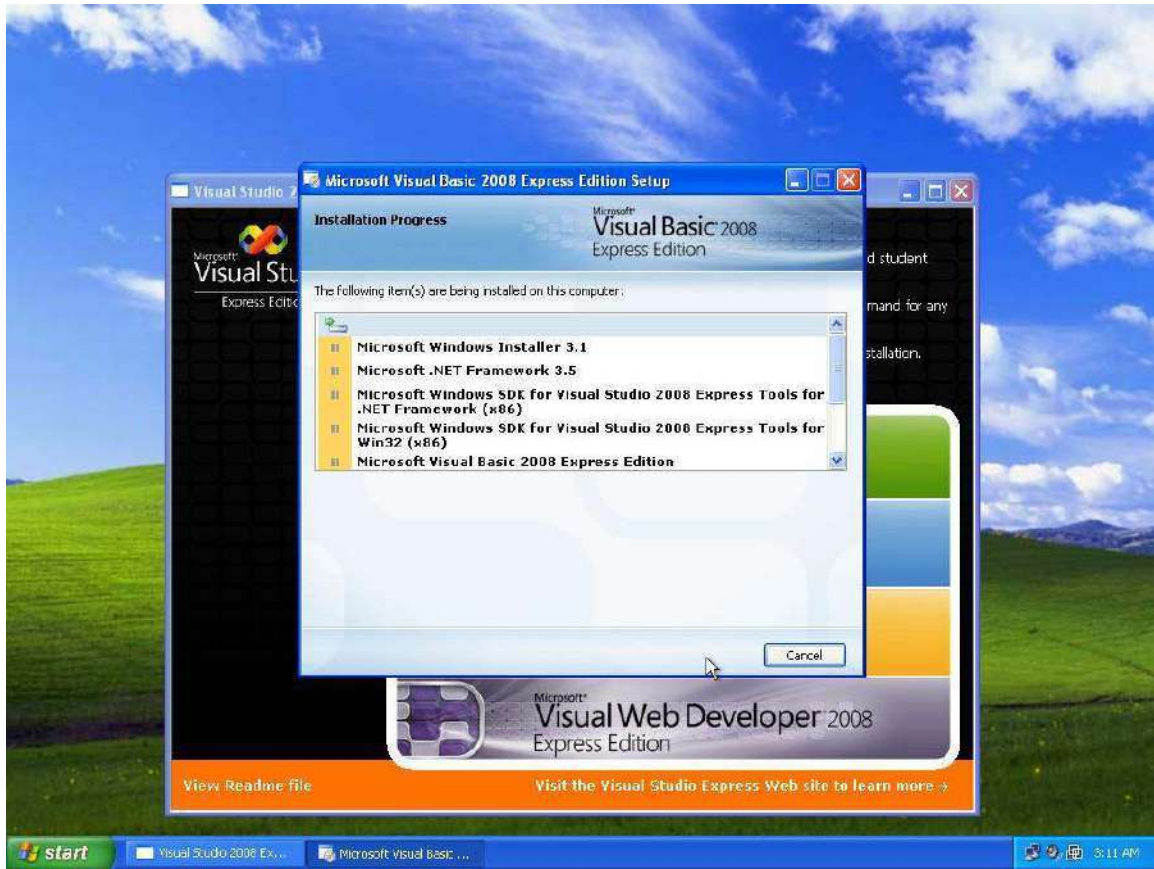 Visual Studio 2
Microsoft Visual Basic 2008 Express Edition Setup
Installation Progress
Microsoft
Visual Basic 2008
Express Edition
Microsoft
Visual Stu
Express Editio
d student
mand for any
stallation.
The following item(s) are being installed on this computer:
Microsoft Windows Installer 3.1
Microsoft .NET Framework 3.5
Microsoft Windows SDK for Visual Studio 2008 Express Tools for
.NET Framework (x86)
Microsoft Windows SDK for Visual Studio 2008 Express Tools for
Win32 (x86)
Microsoft Visual Basic 2008 Express Edition
Cancel
Microsoft
Visual Web Developer 2008
Express Edition
View Readme file
Visit the Visual Studio Express Web site to learn more →
start
Visual Studio 2008 Ex...
Microsoft Visual Basic ...
3:11 AM